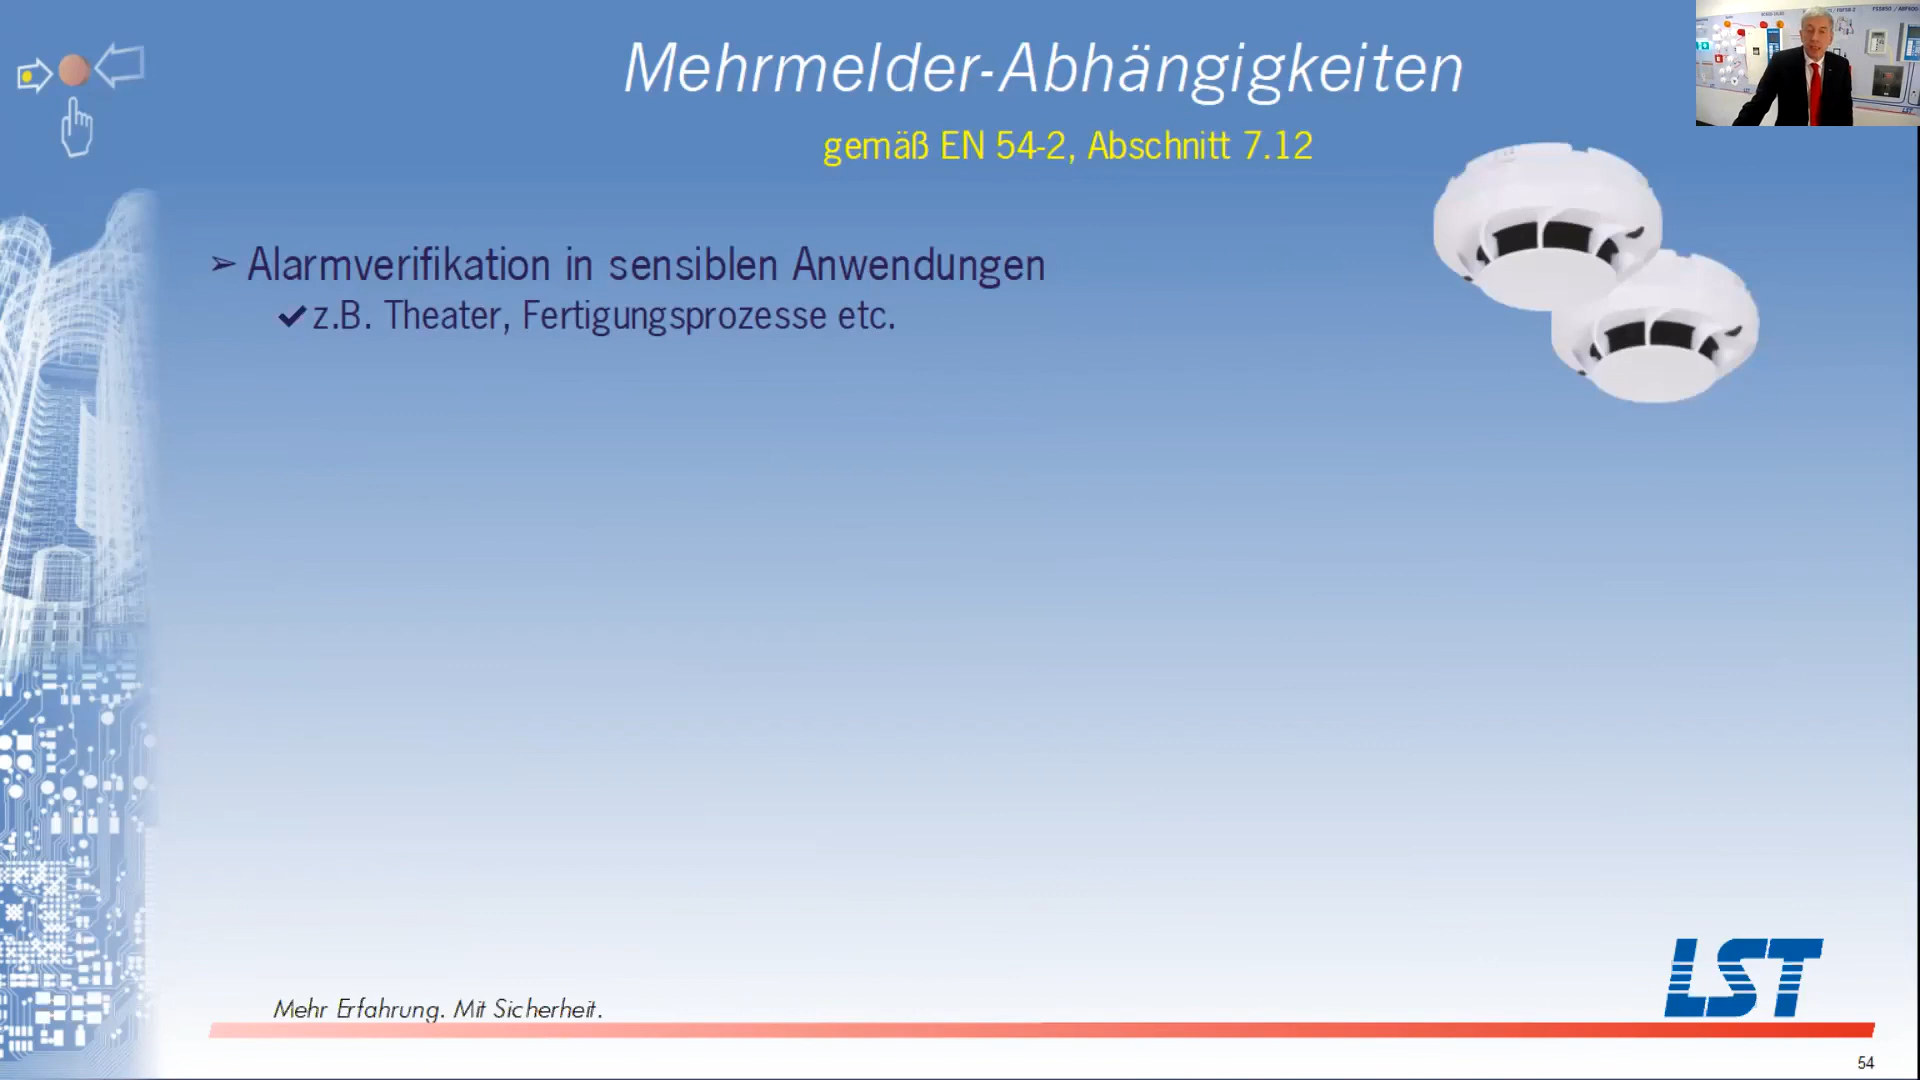 Mehrmelder-Abhängigkeiten
gemäß EN 54-2, Abschnitt 7.12
➢ Alarmverifikation in sensiblen Anwendungen
✔ z.B. Theater, Fertigungsprozesse etc.
LST
Mehr Erfahrung. Mit Sicherheit.
54